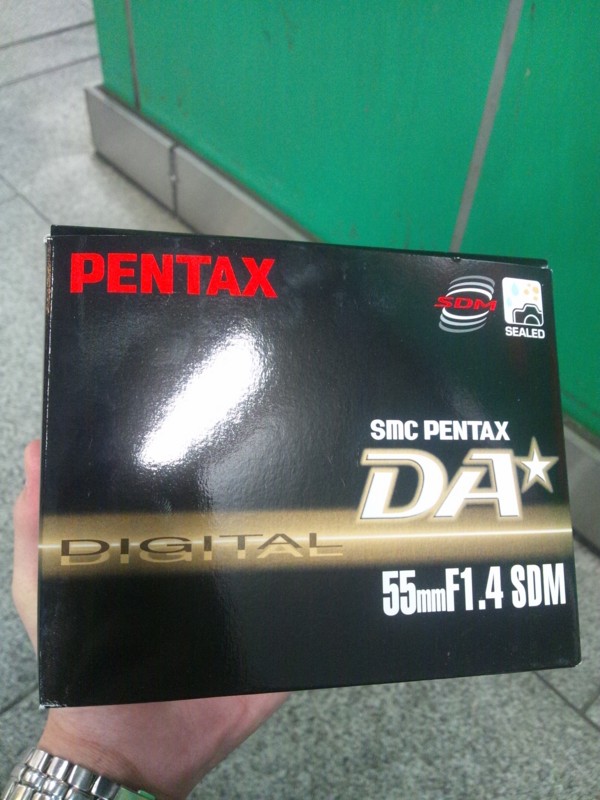 PENTAX
SDM
SEALED
smc PENTAX
DA★
DIGITAL
55mmF1.4 SDM